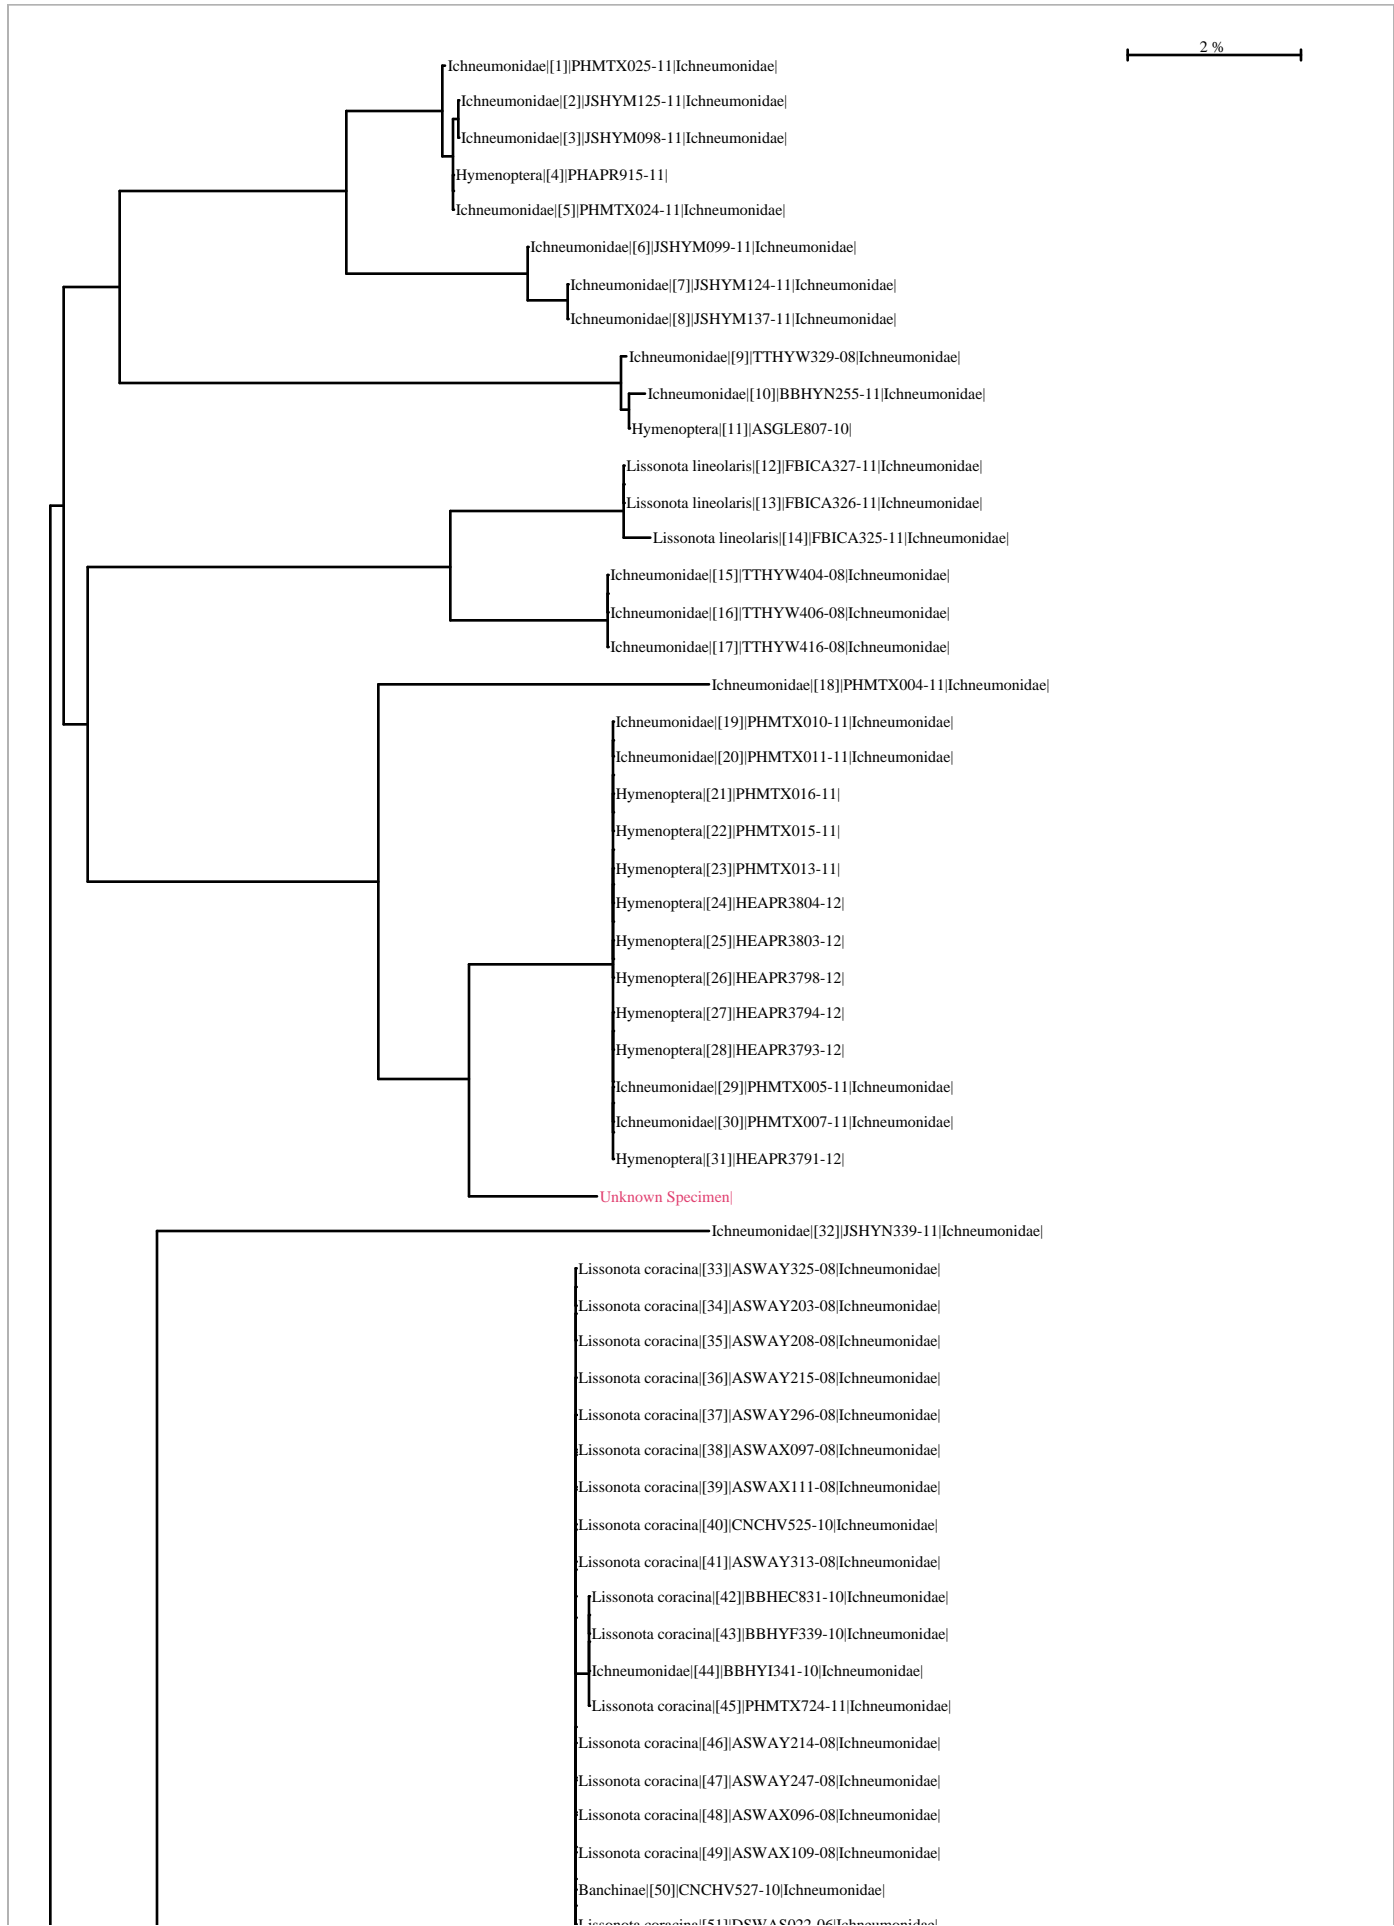 2 %
Ichneumonidae|[1]|PHMTX025-11|Ichneumonidae|
Ichneumonidae|[2]|JSHYM125-11|Ichneumonidae|
Ichneumonidae|[3]|JSHYM098-11|Ichneumonidae|
Hymenoptera|[4]|PHAPR915-11|
Ichneumonidae|[5]|PHMTX024-11|Ichneumonidae|
Ichneumonidae|[6]|JSHYM099-11|Ichneumonidae|
Ichneumonidae|[7]|JSHYM124-11|Ichneumonidae|
Ichneumonidae|[8]|JSHYM137-11|Ichneumonidae|
Ichneumonidae|[9]|TTHYW329-08|Ichneumonidae|
Ichneumonidae|[10]|BBHYN255-11|Ichneumonidae|
Hymenoptera|[11]|ASGLE807-10|
Lissonota lineolaris|[12]|FBICA327-11|Ichneumonidae|
Lissonota lineolaris|[13]|FBICA326-11|Ichneumonidae|
Lissonota lineolaris|[14]|FBICA325-11|Ichneumonidae|
Ichneumonidae|[15]|TTHYW404-08|Ichneumonidae|
Ichneumonidae|[16]|TTHYW406-08|Ichneumonidae|
Ichneumonidae|[17]|TTHYW416-08|Ichneumonidae|
Ichneumonidae|[18]|PHMTX004-11|Ichneumonidae|
Ichneumonidae|[19]|PHMTX010-11|Ichneumonidae|
Ichneumonidae|[20]|PHMTX011-11|Ichneumonidae|
Hymenoptera|[21]|PHMTX016-11|
Hymenoptera|[22]|PHMTX015-11|
Hymenoptera|[23]|PHMTX013-11|
Hymenoptera|[24]|HEAPR3804-12|
Hymenoptera|[25]|HEAPR3803-12|
Hymenoptera|[26]|HEAPR3798-12|
Hymenoptera|[27]|HEAPR3794-12|
Hymenoptera|[28]|HEAPR3793-12|
Ichneumonidae|[29]|PHMTX005-11|Ichneumonidae|
Ichneumonidae|[30]|PHMTX007-11|Ichneumonidae|
Hymenoptera|[31]|HEAPR3791-12|
Unknown Specimen|
Ichneumonidae|[32]|JSHYN339-11|Ichneumonidae|
Lissonota coracina|[33]|ASWAY325-08|Ichneumonidae|
Lissonota coracina|[34]|ASWAY203-08|Ichneumonidae|
Lissonota coracina|[35]|ASWAY208-08|Ichneumonidae|
Lissonota coracina|[36]|ASWAY215-08|Ichneumonidae|
Lissonota coracina|[37]|ASWAY296-08|Ichneumonidae|
Lissonota coracina|[38]|ASWAX097-08|Ichneumonidae|
Lissonota coracina|[39]|ASWAX111-08|Ichneumonidae|
Lissonota coracina|[40]|CNCHV525-10|Ichneumonidae|
Lissonota coracina|[41]|ASWAY313-08|Ichneumonidae|
Lissonota coracina|[42]|BBHEC831-10|Ichneumonidae|
Lissonota coracina|[43]|BBHYF339-10|Ichneumonidae|
Ichneumonidae|[44]|BBHYI341-10|Ichneumonidae|
Lissonota coracina|[45]|PHMTX724-11|Ichneumonidae|
Lissonota coracina|[46]|ASWAY214-08|Ichneumonidae|
Lissonota coracina|[47]|ASWAY247-08|Ichneumonidae|
Lissonota coracina|[48]|ASWAX096-08|Ichneumonidae|
Lissonota coracina|[49]|ASWAX109-08|Ichneumonidae|
Banchinae|[50]|CNCHV527-10|Ichneumonidae|
Lissonota coracina|[51]|DSWAS022-06|Ichneumonidae|